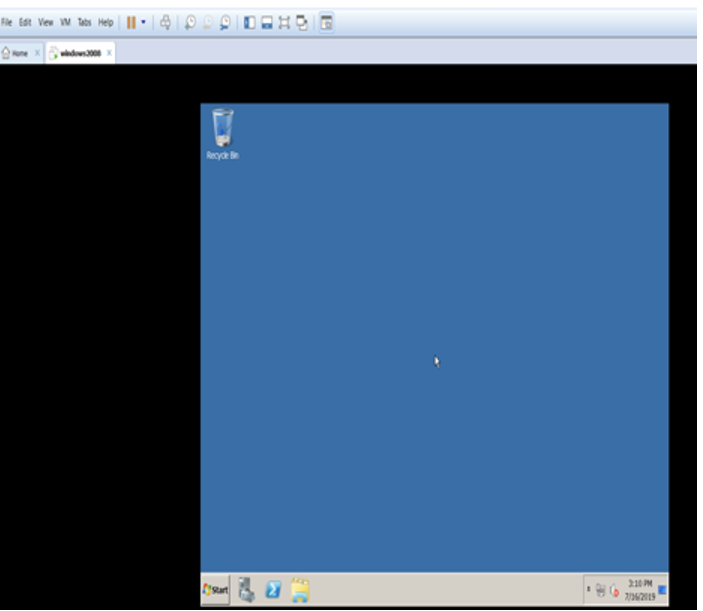 File Edit View VM Tabs Help
Home windows2008
Recycle Bin
Start
3:10 PM
7/16/2019